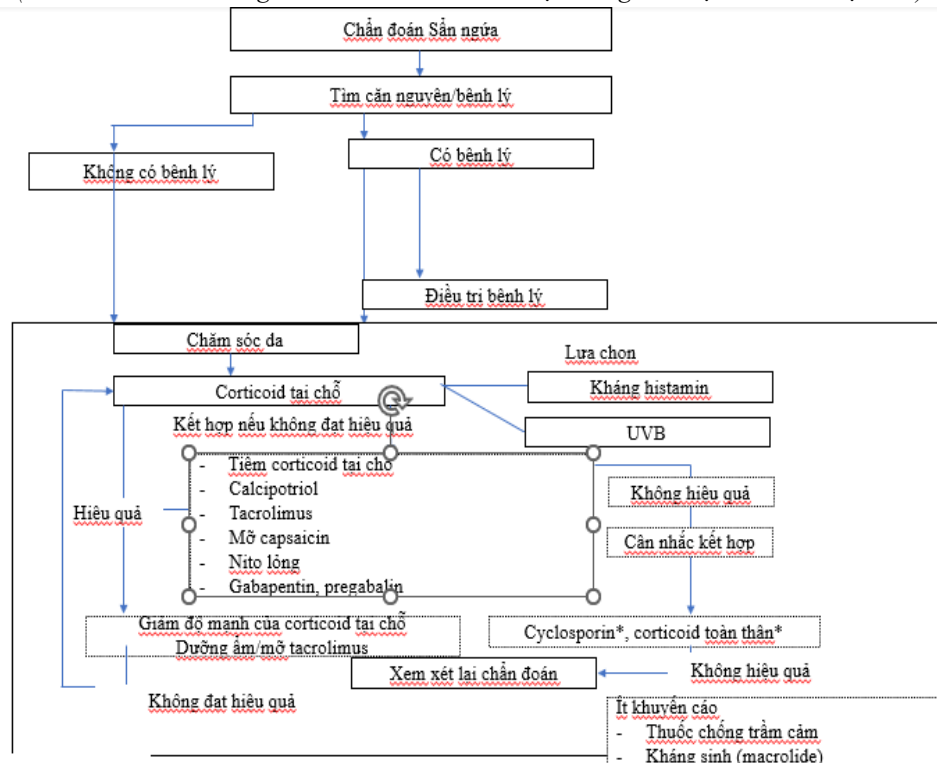 Chẩn đoán Sẩn ngứa
Tìm căn nguyên/bệnh lý
Có bệnh lý
Không có bệnh lý
Điều trị bệnh lý
Chăm sóc da
Lựa chọn
Corticoid tại chỗ
Kháng histamin
Kết hợp nếu không đạt hiệu quả
UVB
- Tiêm corticoid tại chỗ
- Calcipotriol
- Tacrolimus
- Mỡ capsaicin
- Nito lỏng
- Gabapentin, pregabalin
Không hiệu quả
Hiệu quả
Cân nhắc kết hợp
Giảm độ mạnh của corticoid tại chỗ
Dưỡng ẩm/mỡ tacrolimus
Cyclosporin*, corticoid toàn thân*
Xem xét lại chẩn đoán
Không hiệu quả
Không đạt hiệu quả
Ít khuyến cáo
- Thuốc chống trầm cảm
- Kháng sinh (macrolide)